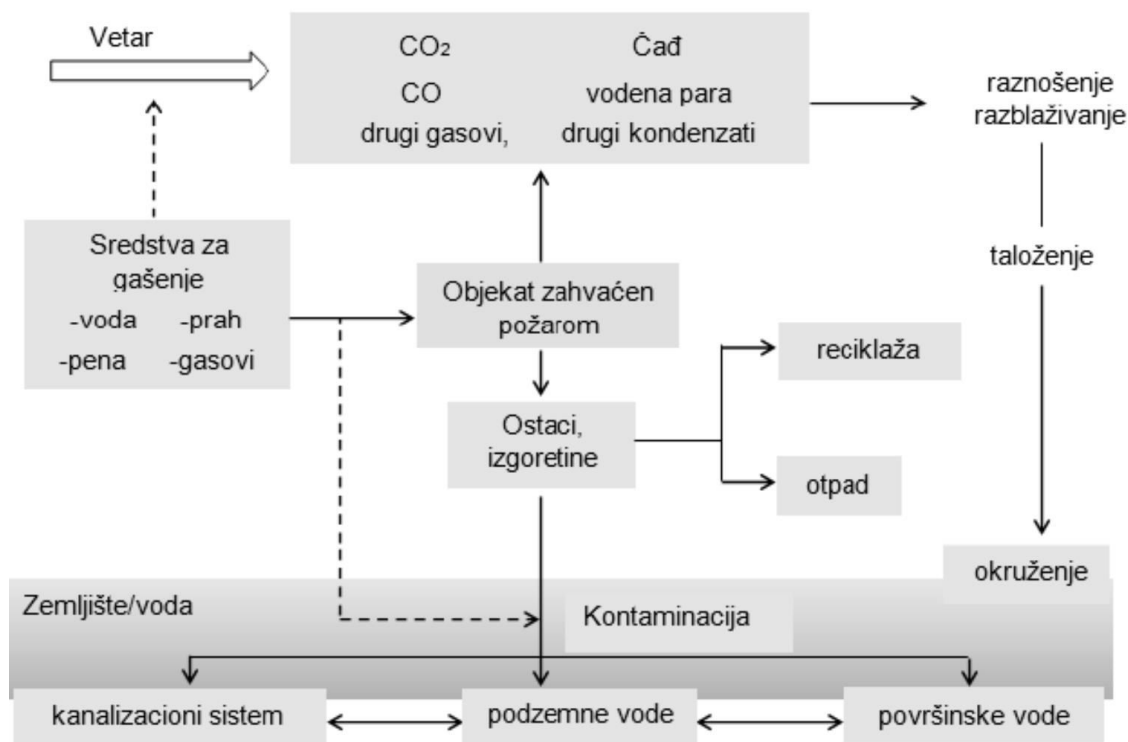 Vetar
CO₂ Čađ
CO vodena para
drugi gasovi, drugi kondenzati
raznošenje
razblaživanje
Sredstva za
gašenje
-voda -prah
-pena -gasovi
Objekat zahvaćen
požarom
taloženje
reciklaža
Ostaci,
izgoretine
otpad
okruženje
Zemljište/voda
Kontaminacija
kanalizacioni sistem
podzemne vode
površinske vode